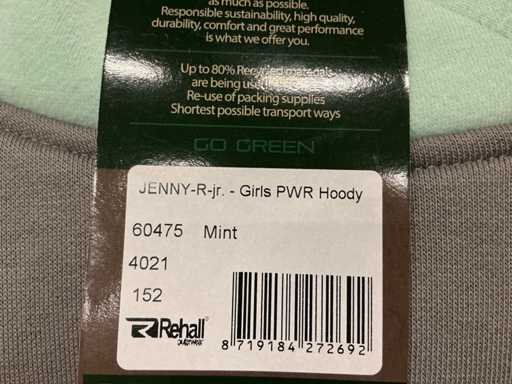 as much as possible.
Responsible sustainability, high quality,
durability, comfort and great performance
is what we offer you.
Up to 80% Recycled materials
are being used
Re-use of packing supplies
Shortest possible transport ways
GO GREEN
JENNY-R-jr. - Girls PWR Hoody
60475 Mint
4021
152
Rehall
outerwear
8 719184 272692